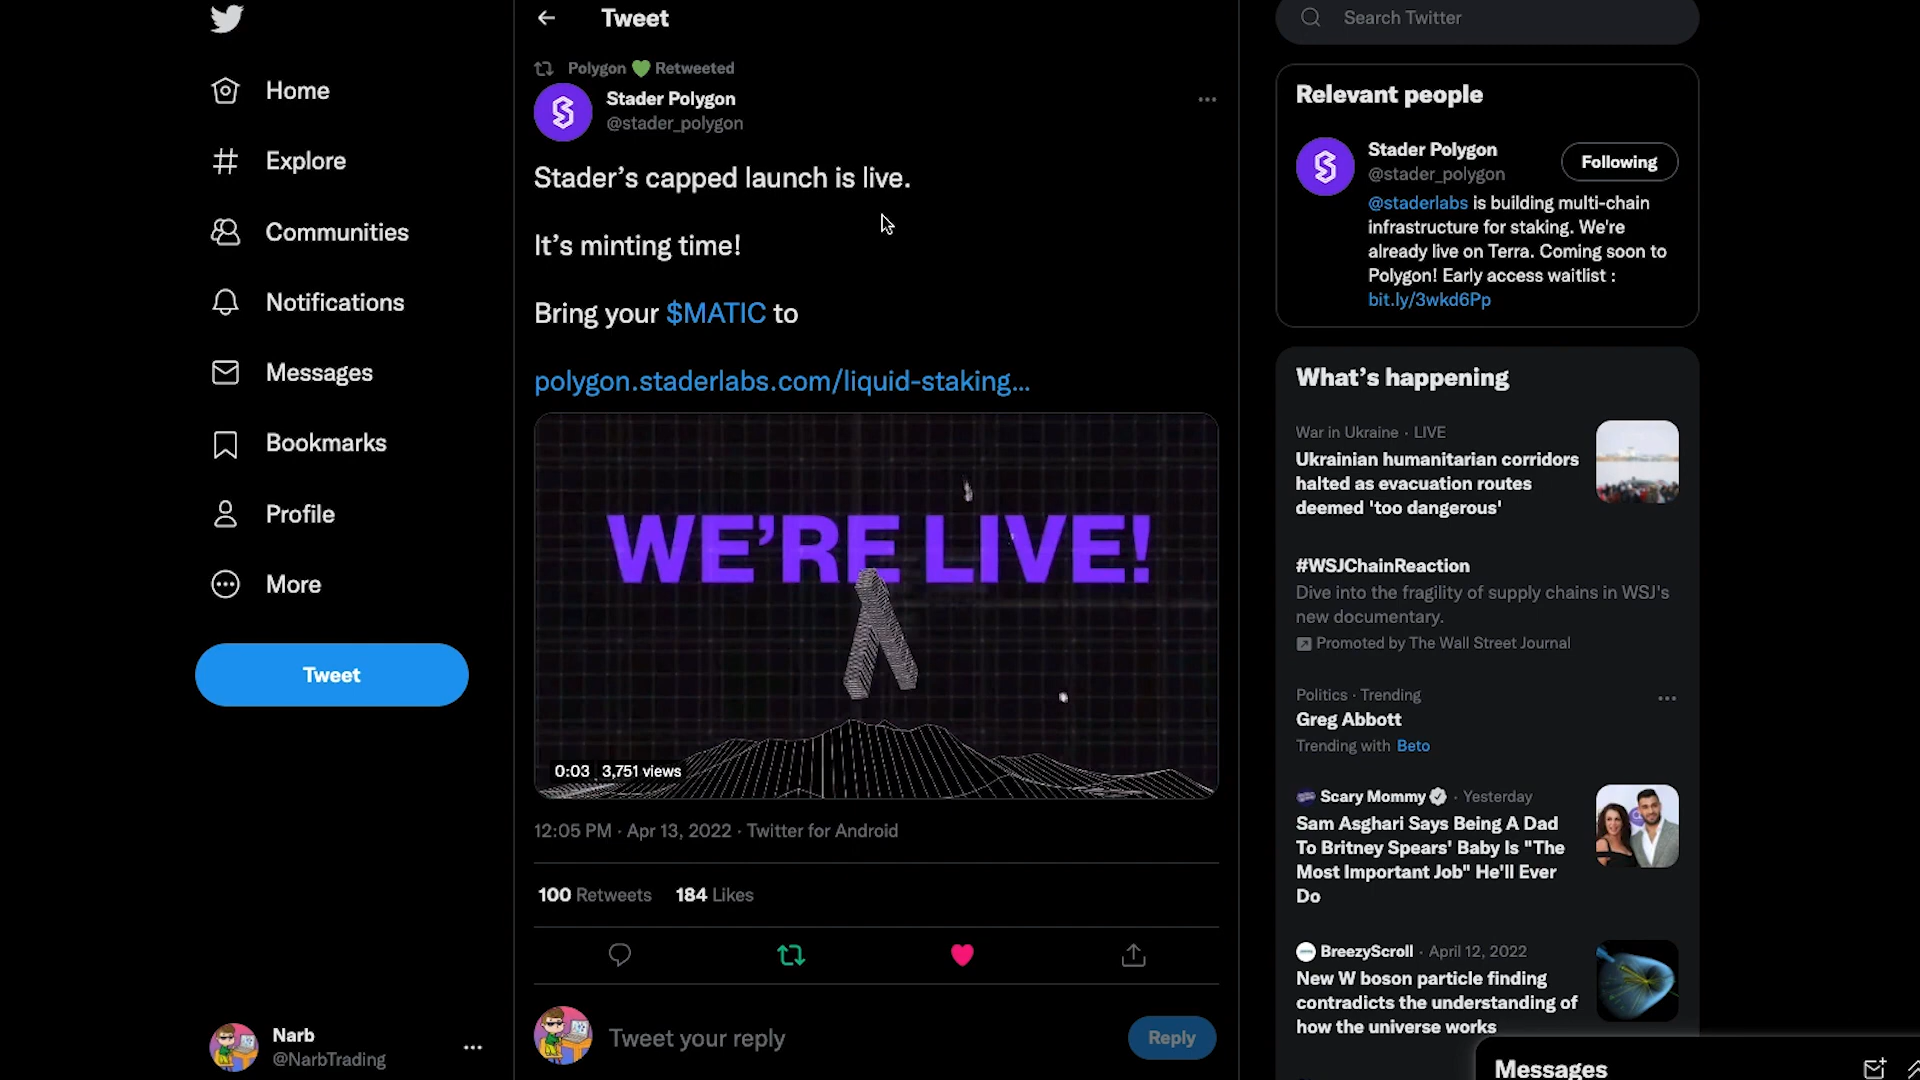 Home
Explore
Communities
Notifications
Messages
Bookmarks
Profile
More
Tweet
Narb
@NarbTrading
Tweet
Polygon 💚 Retweeted
Stader Polygon
@stader_polygon
Stader’s capped launch is live.
It’s minting time!
Bring your $MATIC to
polygon.staderlabs.com/liquid-staking...
WE’RE LIVE!
0:03 3,751 views
12:05 PM · Apr 13, 2022 · Twitter for Android
100 Retweets 184 Likes
Tweet your reply
Reply
Search Twitter
Relevant people
Stader Polygon
@stader_polygon
Following
@staderlabs is building multi-chain
infrastructure for staking. We're
already live on Terra. Coming soon to
Polygon! Early access waitlist :
bit.ly/3wkd6Pp
What’s happening
War in Ukraine · LIVE
Ukrainian humanitarian corridors
halted as evacuation routes
deemed 'too dangerous'
#WSJChainReaction
Dive into the fragility of supply chains in WSJ's
new documentary.
Promoted by The Wall Street Journal
Politics · Trending
Greg Abbott
Trending with Beto
Scary Mommy · Yesterday
Sam Asghari Says Being A Dad
To Britney Spears' Baby Is "The
Most Important Job" He'll Ever
Do
BreezyScroll · April 12, 2022
New W boson particle finding
contradicts the understanding of
how the universe works
Messages